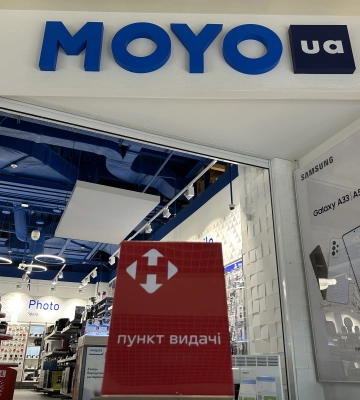 MOYO
ua
SAMSUNG
Galaxy A33
Photo
пункт видачі